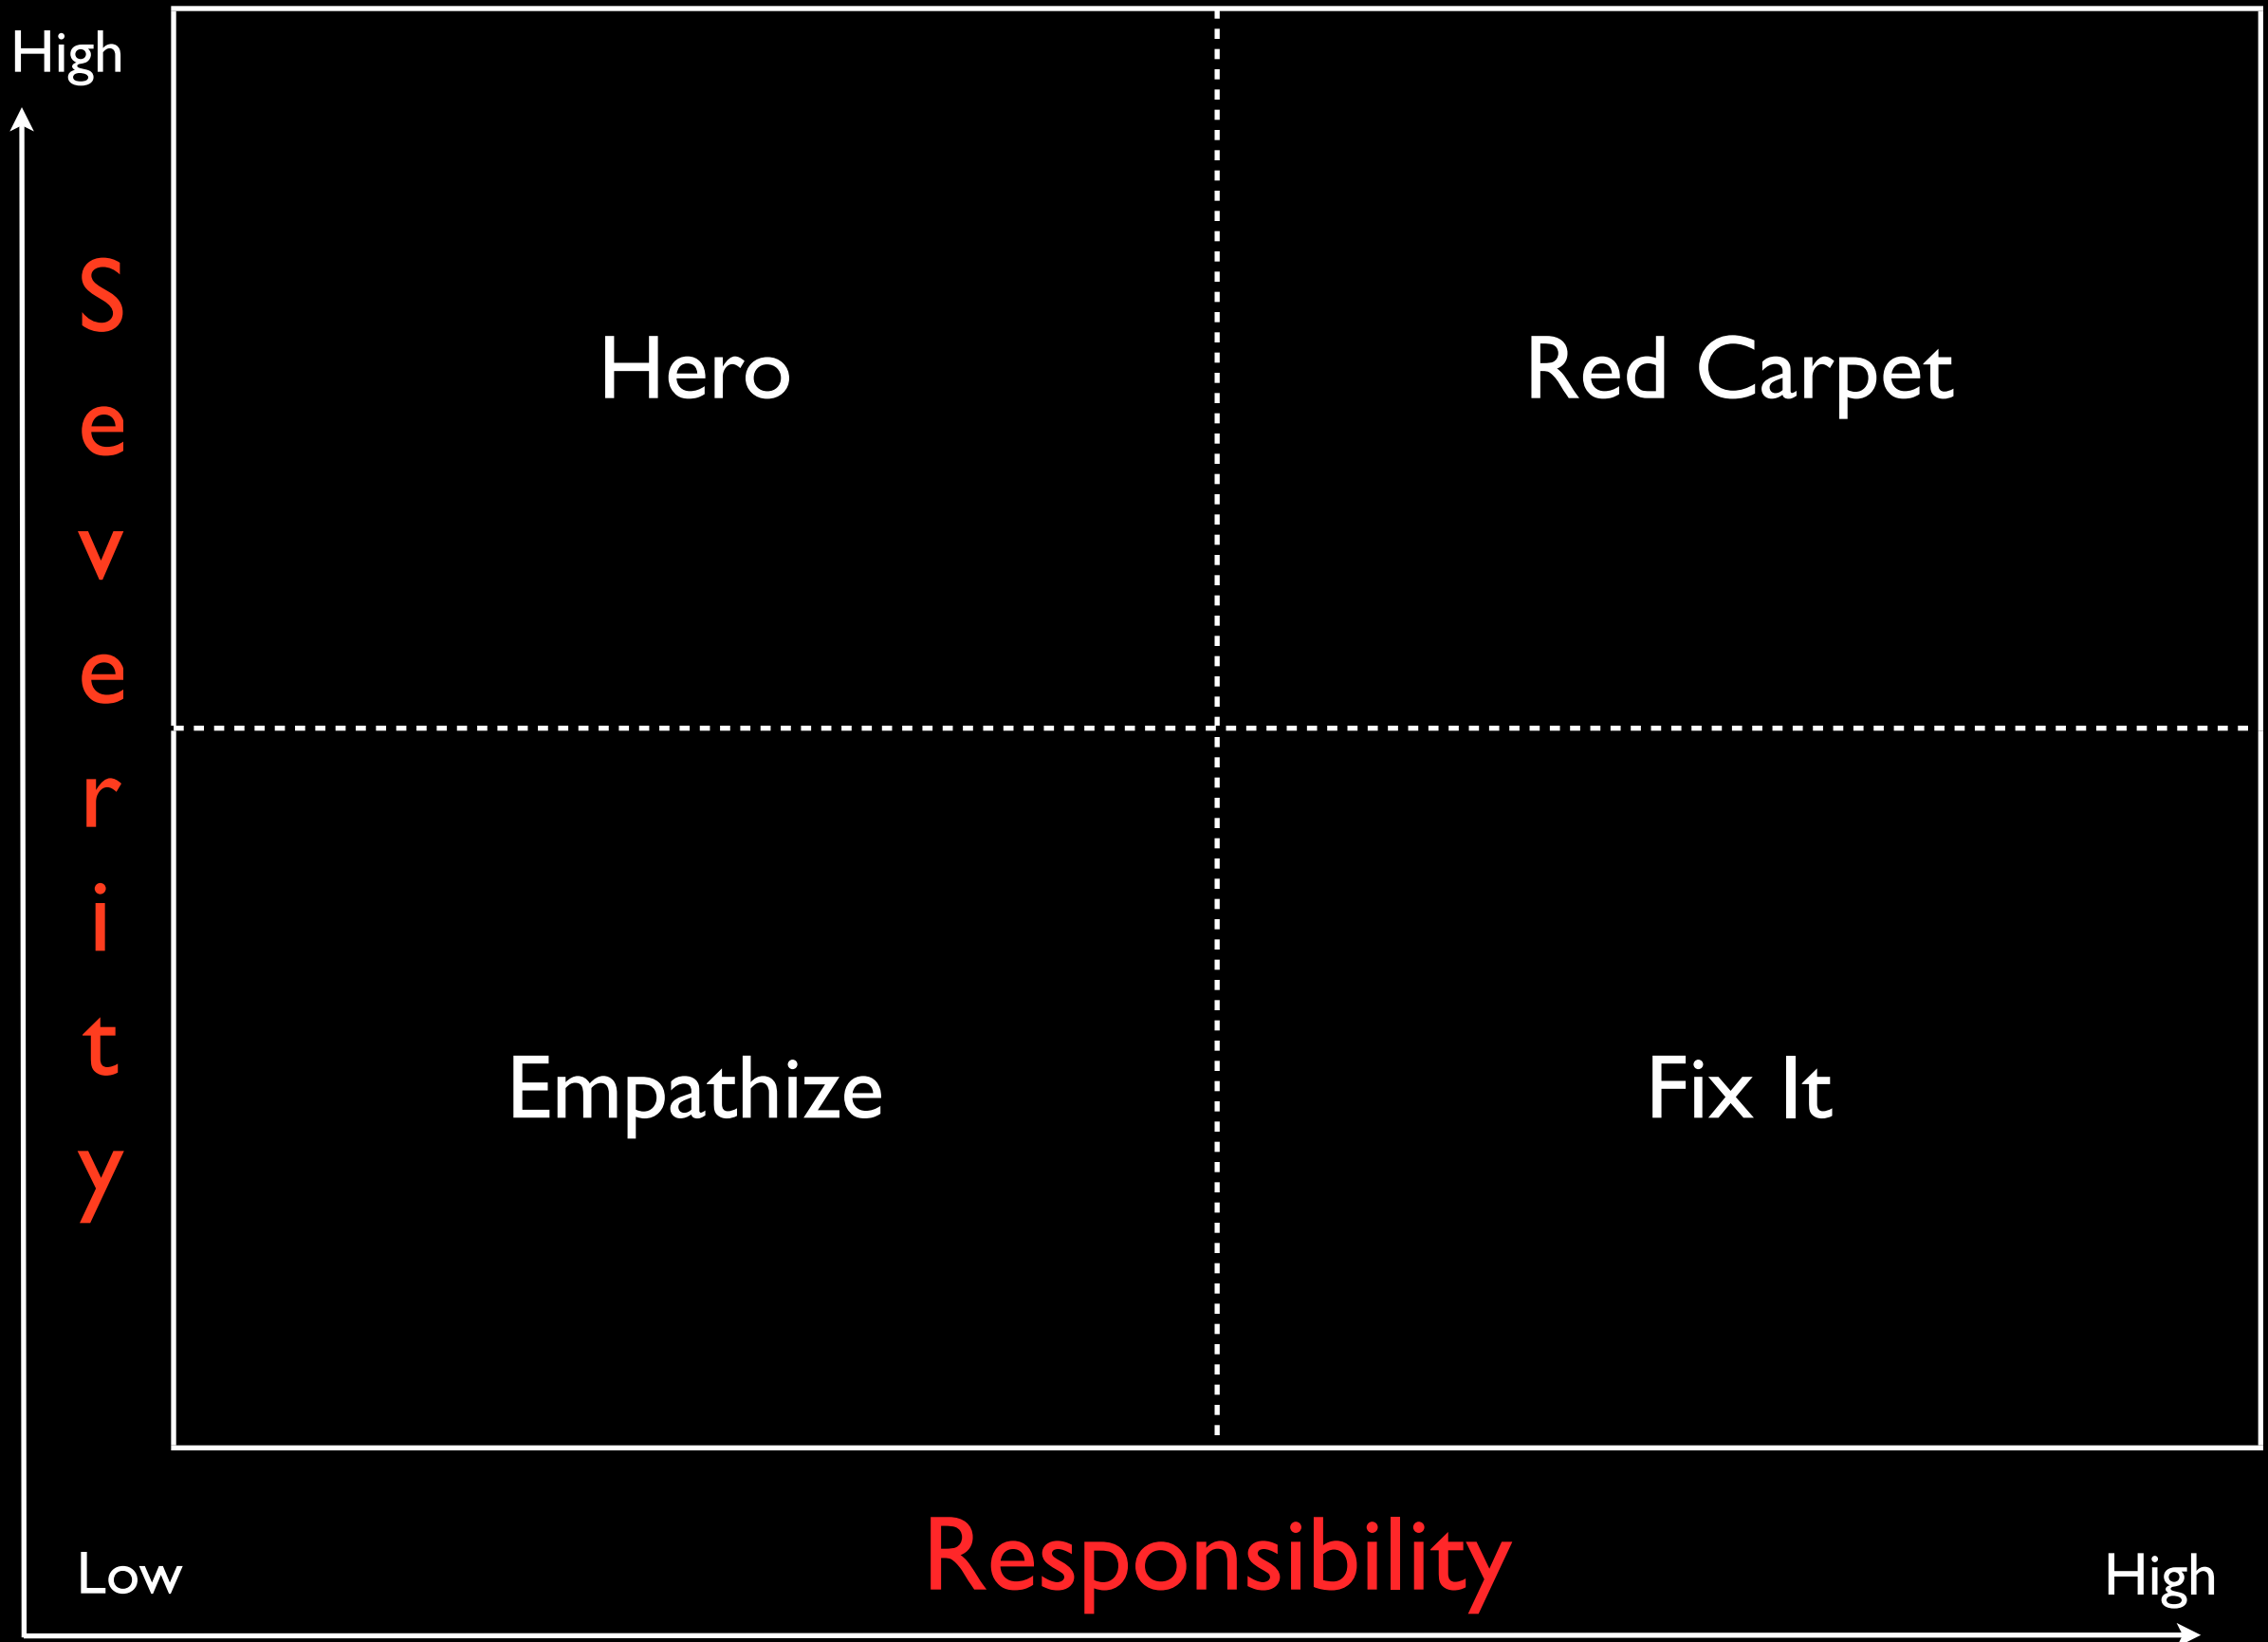 High
Severity
Hero
Red Carpet
Empathize
Fix It
Responsibility
Low
High